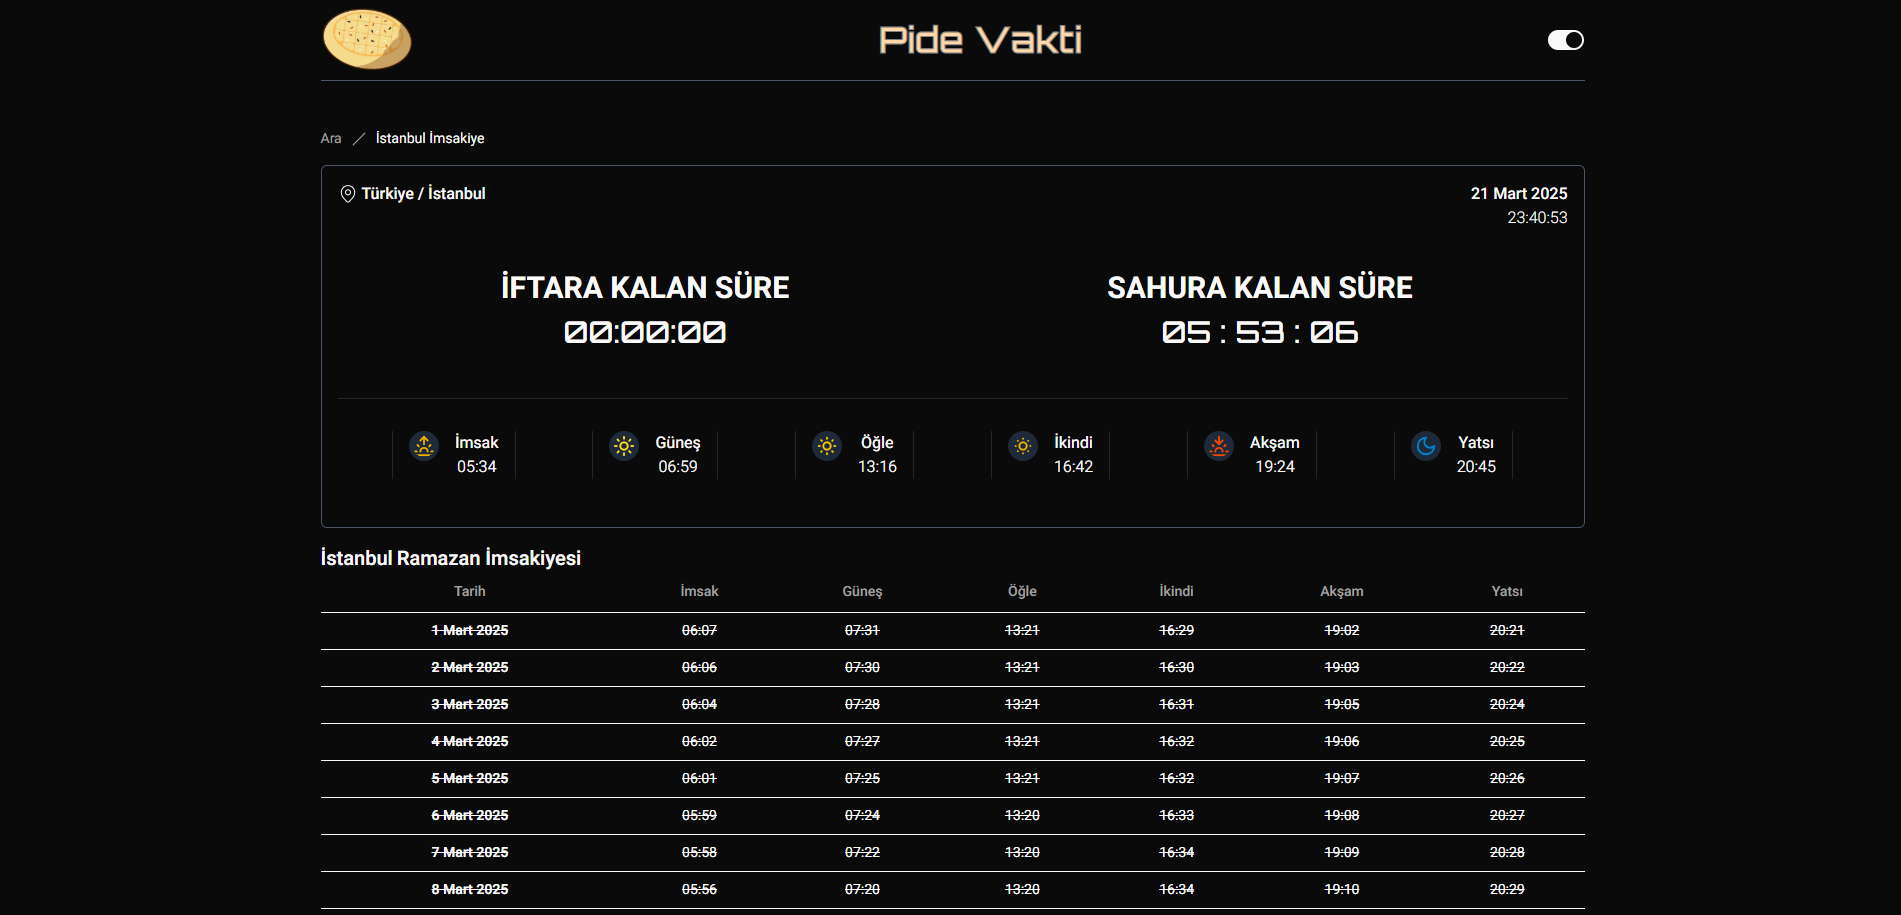 Pide Vakti
Ara / İstanbul İmsakiye
Türkiye / İstanbul
21 Mart 2025
23:40:53
İFTARA KALAN SÜRE
00:00:00
SAHURA KALAN SÜRE
05 : 53 : 06
İmsak
05:34
Güneş
06:59
Öğle
13:16
İkindi
16:42
Akşam
19:24
Yatsı
20:45
İstanbul Ramazan İmsakiyesi
Tarih İmsak Güneş Öğle İkindi Akşam Yatsı
1 Mart 2025 06:07 07:31 13:21 16:29 19:02 20:21
2 Mart 2025 06:06 07:30 13:21 16:30 19:03 20:22
3 Mart 2025 06:04 07:28 13:21 16:31 19:05 20:24
4 Mart 2025 06:02 07:27 13:21 16:32 19:06 20:25
5 Mart 2025 06:01 07:25 13:21 16:32 19:07 20:26
6 Mart 2025 05:59 07:24 13:20 16:33 19:08 20:27
7 Mart 2025 05:58 07:22 13:20 16:34 19:09 20:28
8 Mart 2025 05:56 07:20 13:20 16:34 19:10 20:29